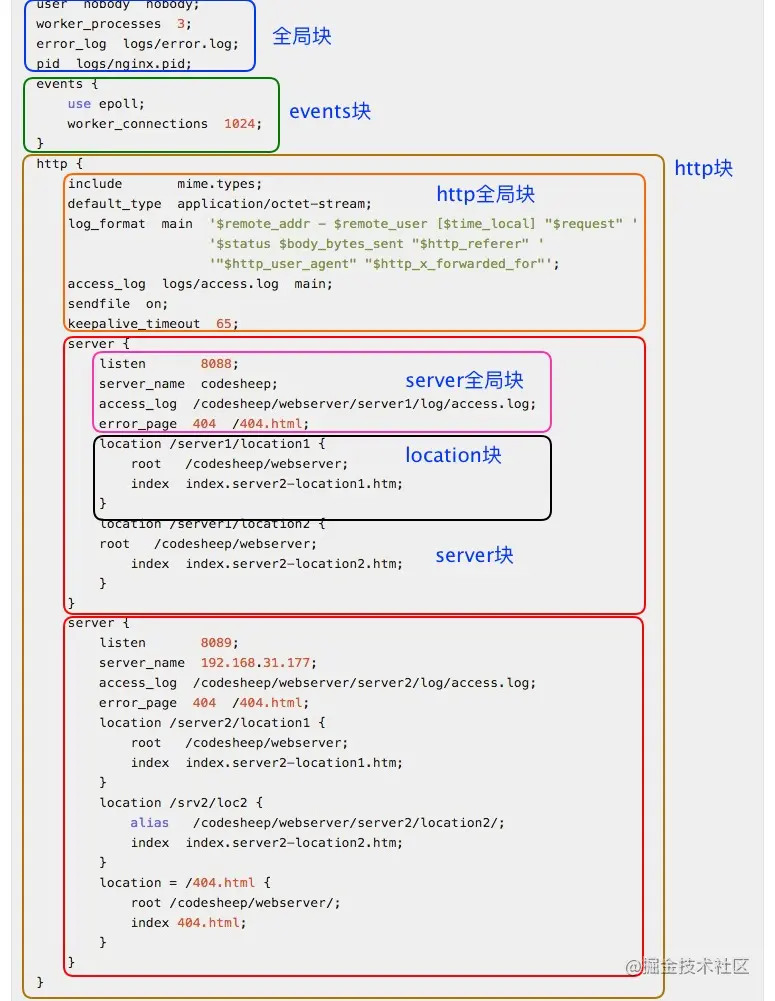 user  nobody  nobody;
worker_processes  3;
error_log  logs/error.log;
pid  logs/nginx.pid;
全局块
events {
    use epoll;
    worker_connections  1024;
}
events块
http {
http块
    include       mime.types;
    default_type  application/octet-stream;
    log_format  main  '$remote_addr - $remote_user [$time_local] "$request" '
                      '$status $body_bytes_sent "$http_referer" '
                      '"$http_user_agent" "$http_x_forwarded_for"';
    access_log  logs/access.log  main;
    sendfile  on;
    keepalive_timeout  65;
http全局块
    server {
        listen       8088;
        server_name  codesheep;
        access_log  /codesheep/webserver/server1/log/access.log;
        error_page  404  /404.html;
server全局块
        location /server1/location1 {
            root   /codesheep/webserver;
            index  index.server2-location1.htm;
        }
location块
        location /server1/location2 {
        root   /codesheep/webserver;
            index  index.server2-location2.htm;
        }
server块
    }
    server {
        listen       8089;
        server_name  192.168.31.177;
        access_log  /codesheep/webserver/server2/log/access.log;
        error_page  404  /404.html;
        location /server2/location1 {
            root   /codesheep/webserver;
            index  index.server2-location1.htm;
        }
        location /srv2/loc2 {
            alias   /codesheep/webserver/server2/location2/;
            index  index.server2-location2.htm;
        }
        location = /404.html {
            root /codesheep/webserver/;
            index 404.html;
        }
    }
}
@掘金技术社区